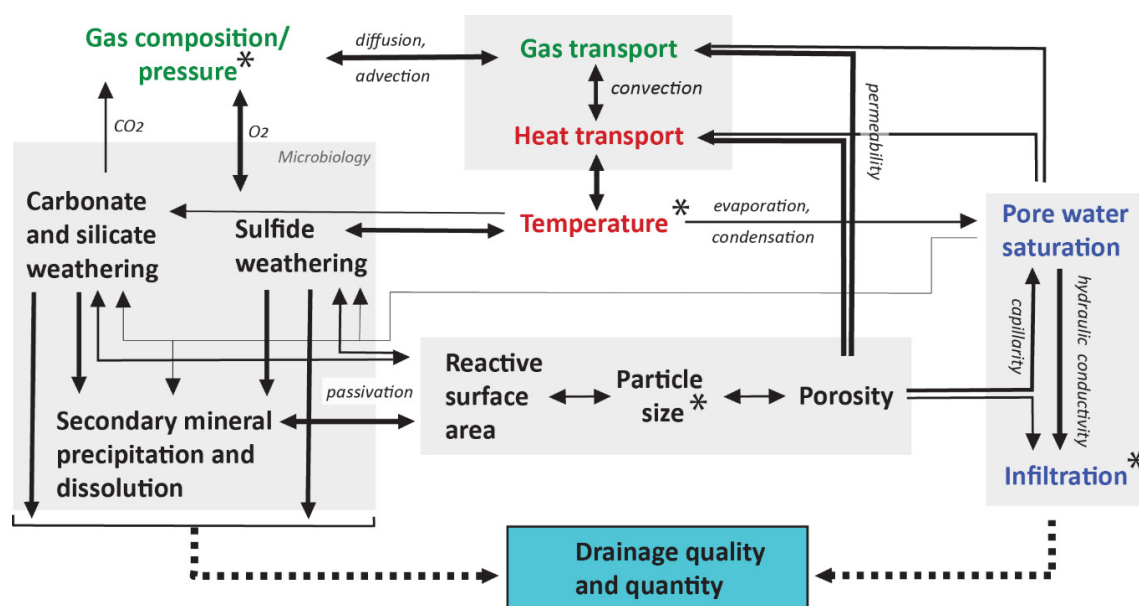 Gas composition/
pressure*
diffusion,
advection
Gas transport
convection
Heat transport
permeability
CO2
O2
Microbiology
Carbonate
and silicate
weathering
Sulfide
weathering
Temperature *
evaporation,
condensation
Pore water
saturation
capillarity
hydraulic conductivity
Infiltration*
passivation
Reactive
surface
area
Particle
size*
Porosity
Secondary mineral
precipitation and
dissolution
Drainage quality
and quantity